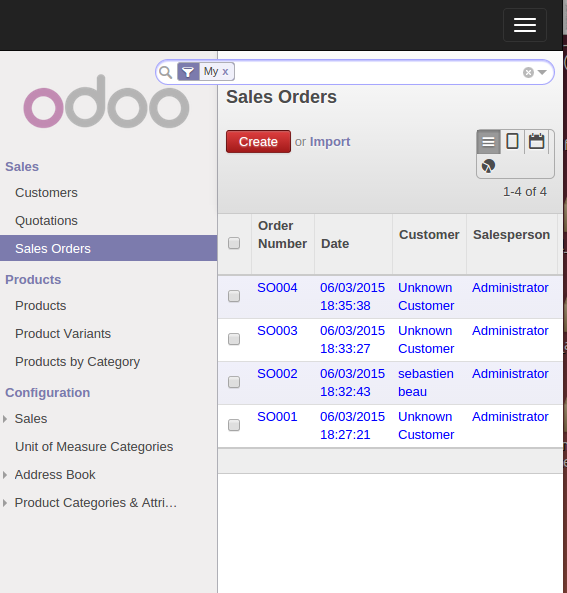 My x
odoo
Sales Orders
Create or Import
1-4 of 4
Sales
Customers
Quotations
Sales Orders
Products
Products
Product Variants
Products by Category
Configuration
Sales
Unit of Measure Categories
Address Book
Product Categories & Attri…
Order
Number
Date
Customer
Salesperson
SO004
06/03/2015
18:35:38
Unknown
Customer
Administrator
SO003
06/03/2015
18:33:27
Unknown
Customer
Administrator
SO002
06/03/2015
18:32:43
sebastien
beau
Administrator
SO001
06/03/2015
18:27:21
Unknown
Customer
Administrator